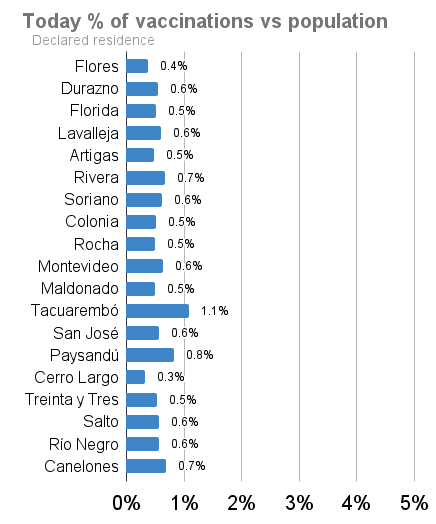 Today % of vaccinations vs population
Declared residence
Flores 0.4%
Durazno 0.6%
Florida 0.5%
Lavalleja 0.6%
Artigas 0.5%
Rivera 0.7%
Soriano 0.6%
Colonia 0.5%
Rocha 0.5%
Montevideo 0.6%
Maldonado 0.5%
Tacuarembó 1.1%
San José 0.6%
Paysandú 0.8%
Cerro Largo 0.3%
Treinta y Tres 0.5%
Salto 0.6%
Río Negro 0.6%
Canelones 0.7%
0% 1% 2% 3% 4% 5%